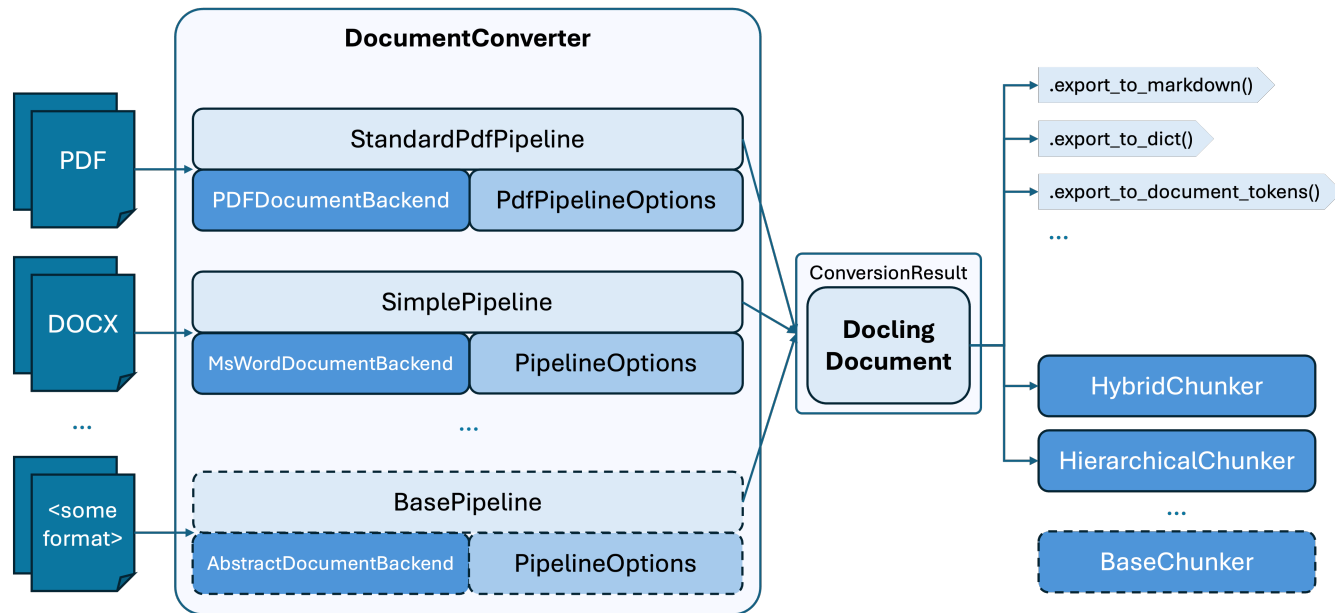 DocumentConverter
PDF
StandardPdfPipeline
PDFDocumentBackend
PdfPipelineOptions
DOCX
SimplePipeline
MsWordDocumentBackend
PipelineOptions
...
...
<some
format>
BasePipeline
AbstractDocumentBackend
PipelineOptions
ConversionResult
Docling
Document
.export_to_markdown()
.export_to_dict()
.export_to_document_tokens()
...
HybridChunker
HierarchicalChunker
...
BaseChunker